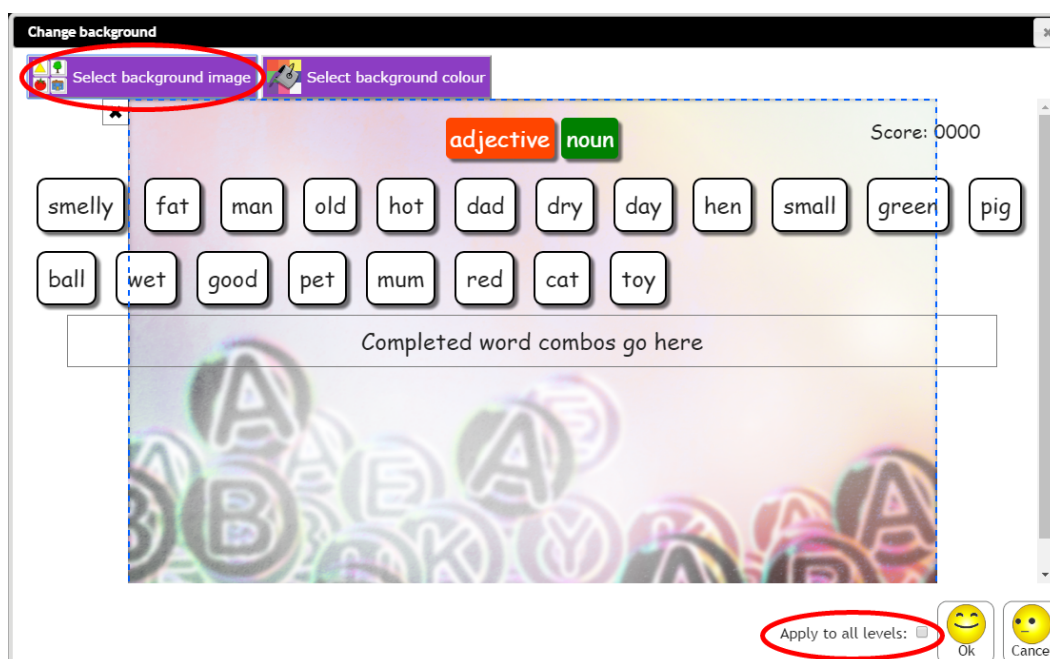 Change background
Select background image Select background colour
adjective noun Score: 0000
smelly fat man old hot dad dry day hen small green pig
ball wet good pet mum red cat toy
Completed word combos go here
A A
B B E K Y A A
Apply to all levels:
Ok Cance